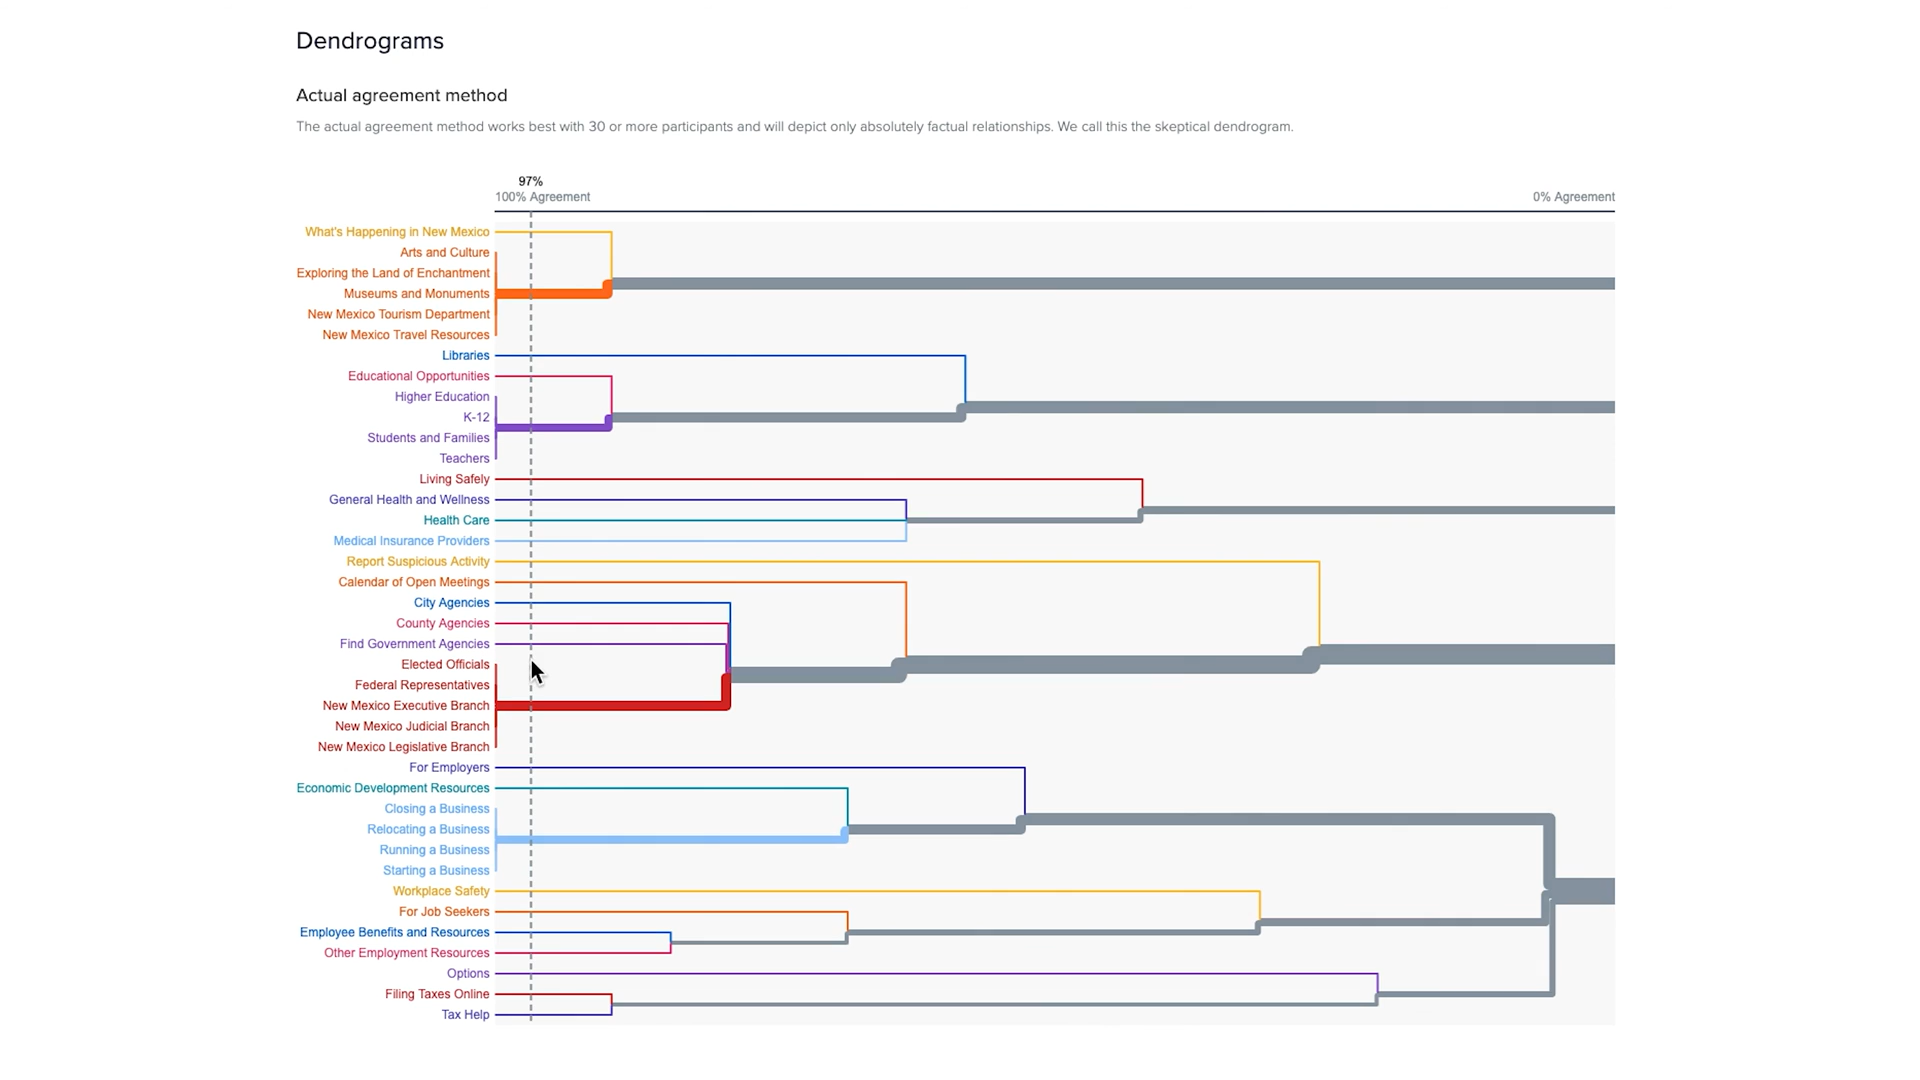 Dendrograms
Actual agreement method
The actual agreement method works best with 30 or more participants and will depict only absolutely factual relationships. We call this the skeptical dendrogram.
97%
100% Agreement
0% Agreement
What's Happening in New Mexico
Arts and Culture
Exploring the Land of Enchantment
Museums and Monuments
New Mexico Tourism Department
New Mexico Travel Resources
Libraries
Educational Opportunities
Higher Education
K-12
Students and Families
Teachers
Living Safely
General Health and Wellness
Health Care
Medical Insurance Providers
Report Suspicious Activity
Calendar of Open Meetings
City Agencies
County Agencies
Find Government Agencies
Elected Officials
Federal Representatives
New Mexico Executive Branch
New Mexico Judicial Branch
New Mexico Legislative Branch
For Employers
Economic Development Resources
Closing a Business
Relocating a Business
Running a Business
Starting a Business
Workplace Safety
For Job Seekers
Employee Benefits and Resources
Other Employment Resources
Options
Filing Taxes Online
Tax Help